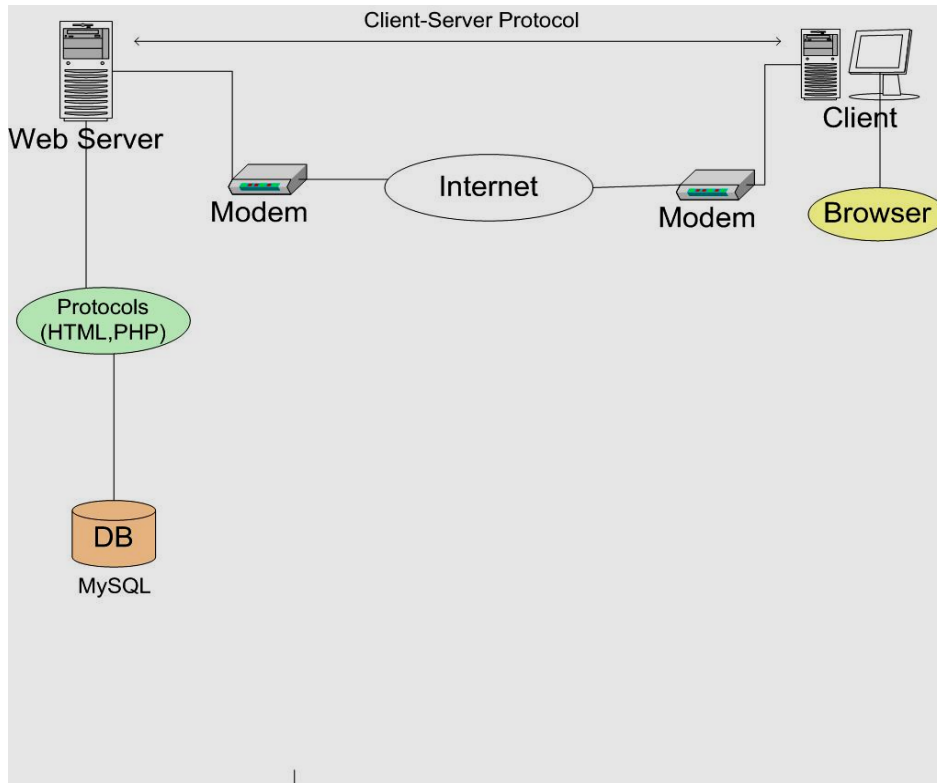 Client-Server Protocol
Web Server
Client
Modem
Internet
Modem
Browser
Protocols
(HTML,PHP)
DB
MySQL